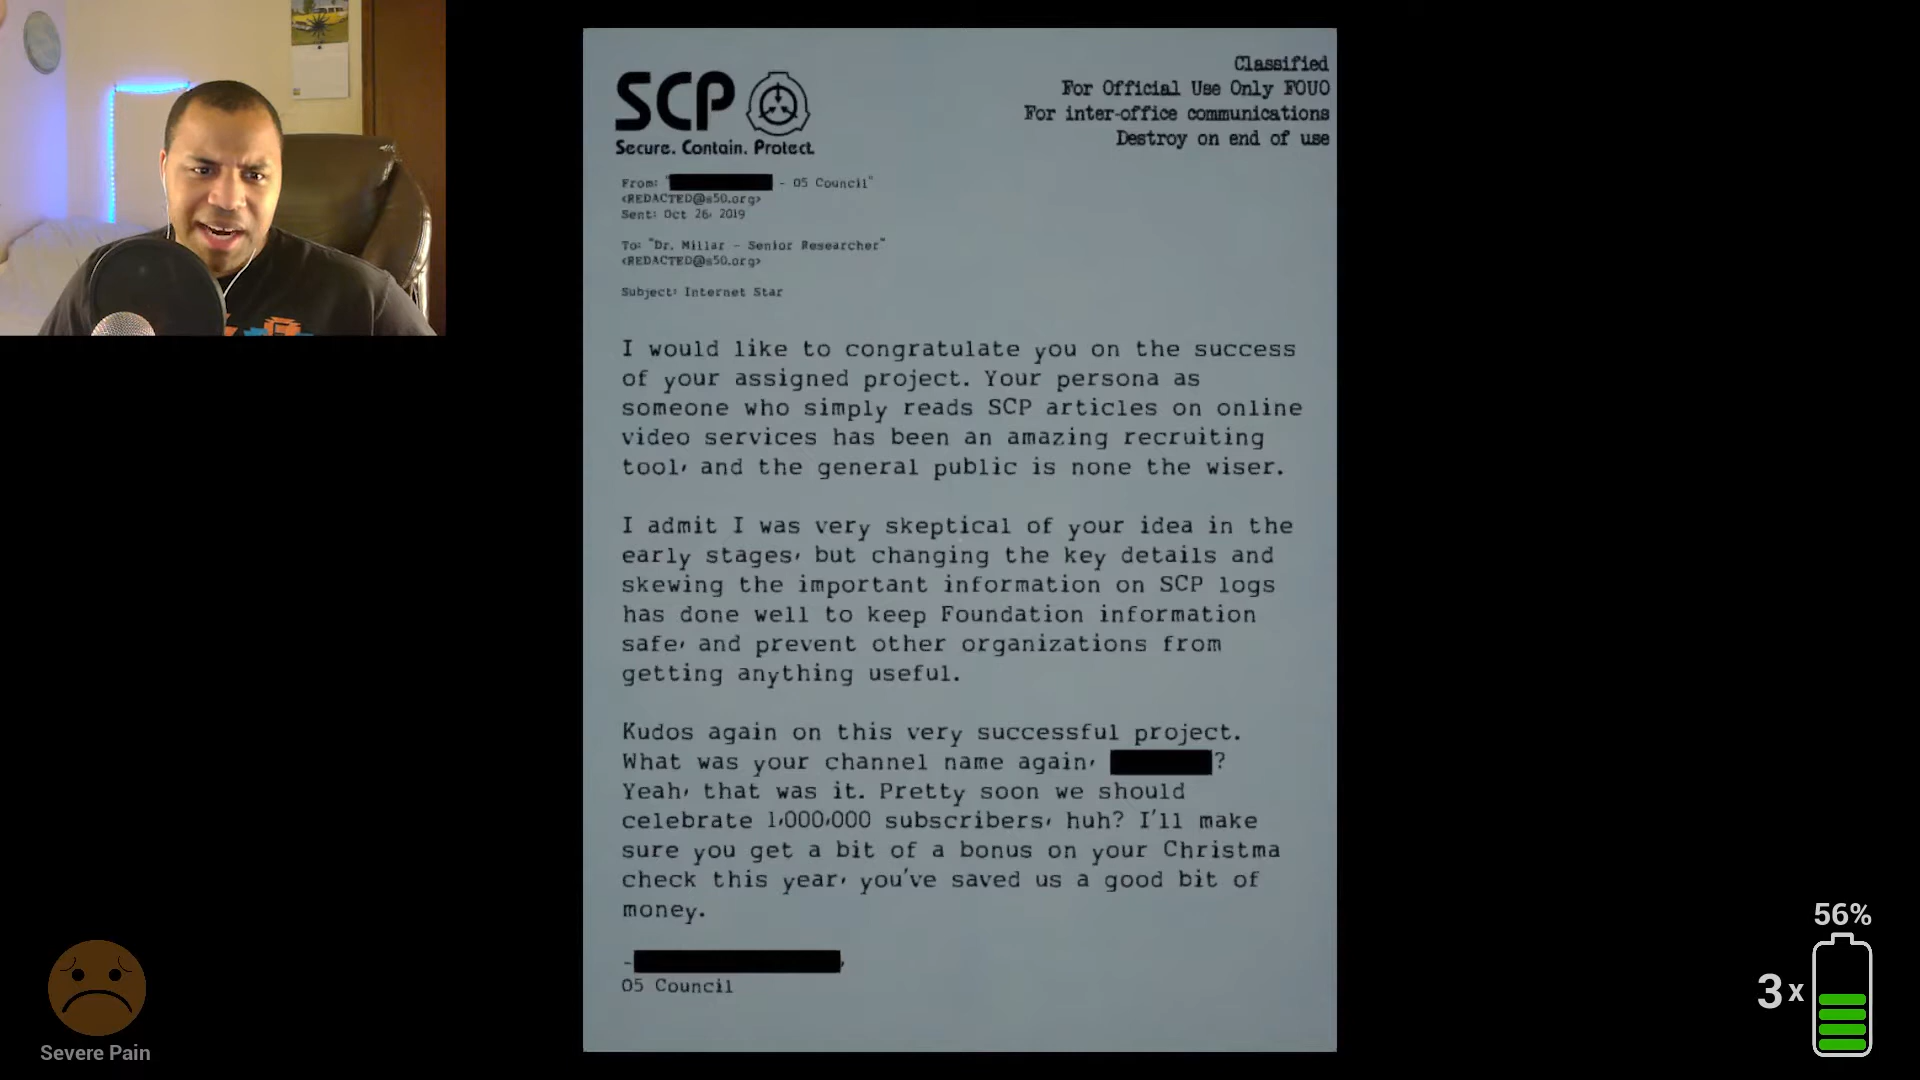 SCP
Secure. Contain. Protect.
Classified
For Official Use Only FOUO
For inter-office communications
Destroy on end of use
From: " - O5 Council"
<REDACTED@s50.org>
Sent: Oct 26, 2019
To: "Dr. Millar - Senior Researcher"
<REDACTED@s50.org>
Subject: Internet Star
I would like to congratulate you on the success
of your assigned project. Your persona as
someone who simply reads SCP articles on online
video services has been an amazing recruiting
tool, and the general public is none the wiser.
I admit I was very skeptical of your idea in the
early stages, but changing the key details and
skewing the important information on SCP logs
has done well to keep Foundation information
safe, and prevent other organizations from
getting anything useful.
Kudos again on this very successful project.
What was your channel name again, ?
Yeah, that was it. Pretty soon we should
celebrate 1,000,000 subscribers, huh? I'll make
sure you get a bit of a bonus on your Christma
check this year, you've saved us a good bit of
money.
- ,
O5 Council
Severe Pain
56%
3x